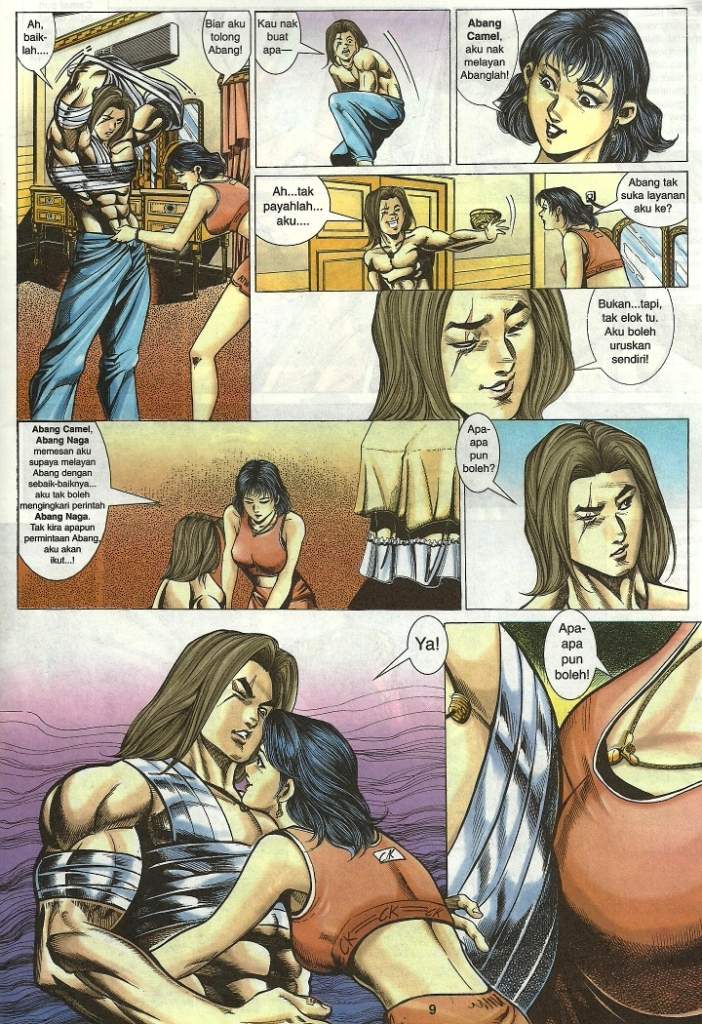 Ah,
baik-
lah....
Biar aku
tolong
Abang!
Kau nak
buat
apa—
Abang
Camel,
aku nak
melayan
Abanglah!
Ah...tak
payahlah...
aku....
Abang tak
suka layanan
aku ke?
Bukan...tapi,
tak elok tu.
Aku boleh
uruskan
sendiri!
Abang Camel,
Abang Naga
memesan aku
supaya melayan
Abang dengan
sebaik-baiknya...
aku tak boleh
mengingkari perintah
Abang Naga.
Tak kira apapun
permintaan Abang,
aku akan
ikut...!
Apa-
apa
pun
boleh?
Ya!
Apa-
apa
pun
boleh!
CK
CK CK CK
9